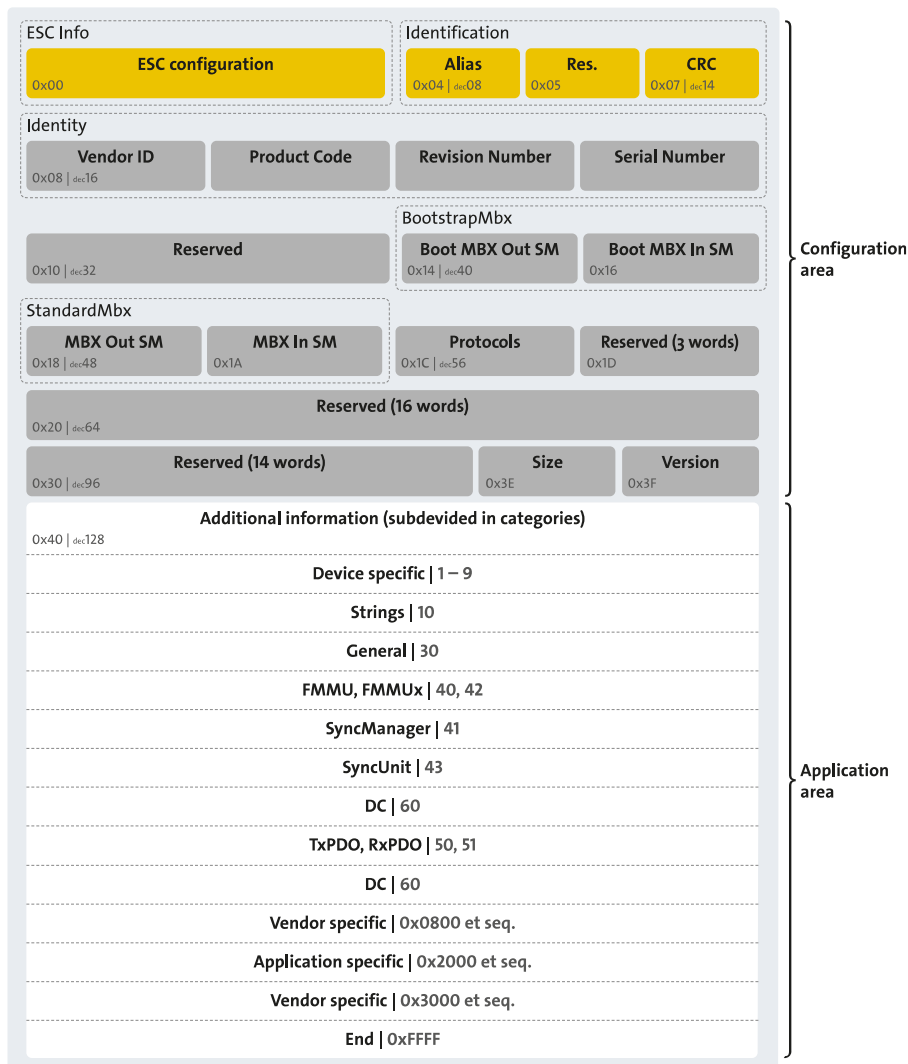 ESC Info
Identification
ESC configuration
0x00
Alias
0x04 | dec08
Res.
0x05
CRC
0x07 | dec14
Identity
Vendor ID
0x08 | dec16
Product Code
Revision Number
Serial Number
BootstrapMbx
Reserved
0x10 | dec32
Boot MBX Out SM
0x14 | dec40
Boot MBX In SM
0x16
Configuration
area
StandardMbx
MBX Out SM
0x18 | dec48
MBX In SM
0x1A
Protocols
0x1C | dec56
Reserved (3 words)
0x1D
Reserved (16 words)
0x20 | dec64
Reserved (14 words)
0x30 | dec96
Size
0x3E
Version
0x3F
Additional information (subdevided in categories)
0x40 | dec128
Device specific | 1 – 9
Strings | 10
General | 30
FMMU, FMMUx | 40, 42
SyncManager | 41
SyncUnit | 43
Application
area
DC | 60
TxPDO, RxPDO | 50, 51
DC | 60
Vendor specific | 0x0800 et seq.
Application specific | 0x2000 et seq.
Vendor specific | 0x3000 et seq.
End | 0xFFFF